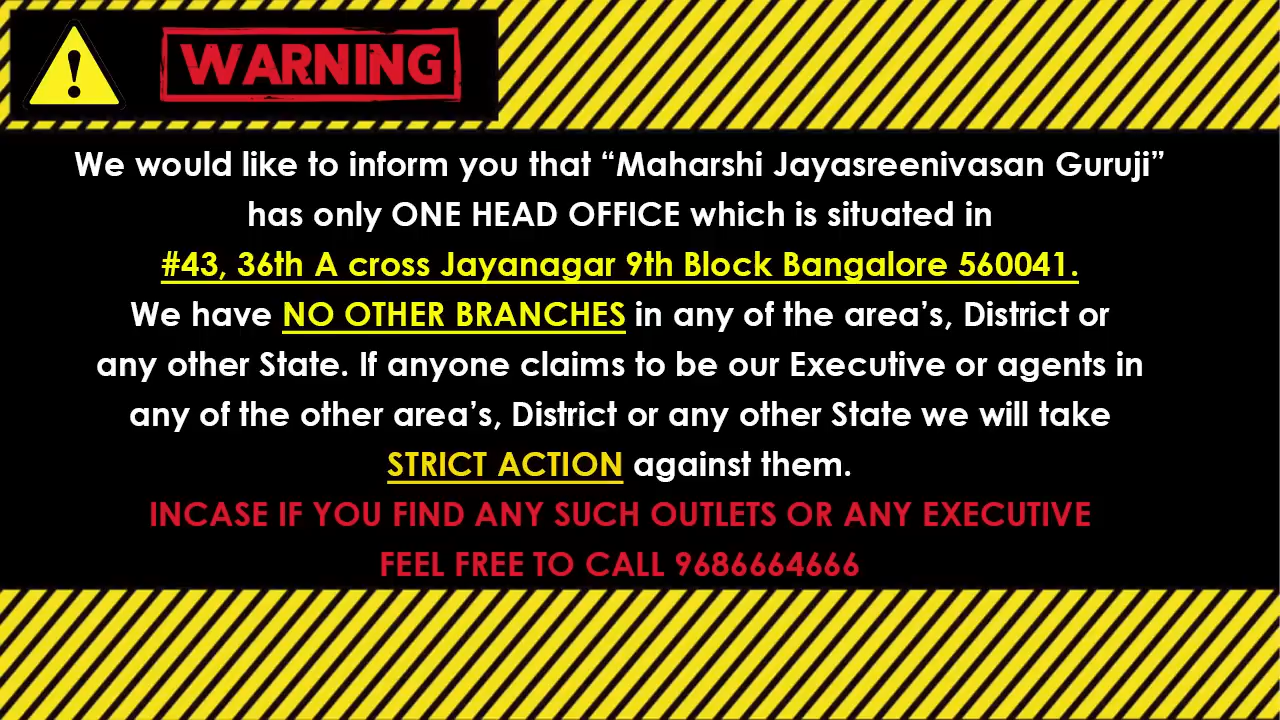 !
WARNING
We would like to inform you that “Maharshi Jayasreenivasan Guruji”
has only ONE HEAD OFFICE which is situated in
#43, 36th A cross Jayanagar 9th Block Bangalore 560041.
We have NO OTHER BRANCHES in any of the area’s, District or
any other State. If anyone claims to be our Executive or agents in
any of the other area’s, District or any other State we will take
STRICT ACTION against them.
INCASE IF YOU FIND ANY SUCH OUTLETS OR ANY EXECUTIVE
FEEL FREE TO CALL 9686664666